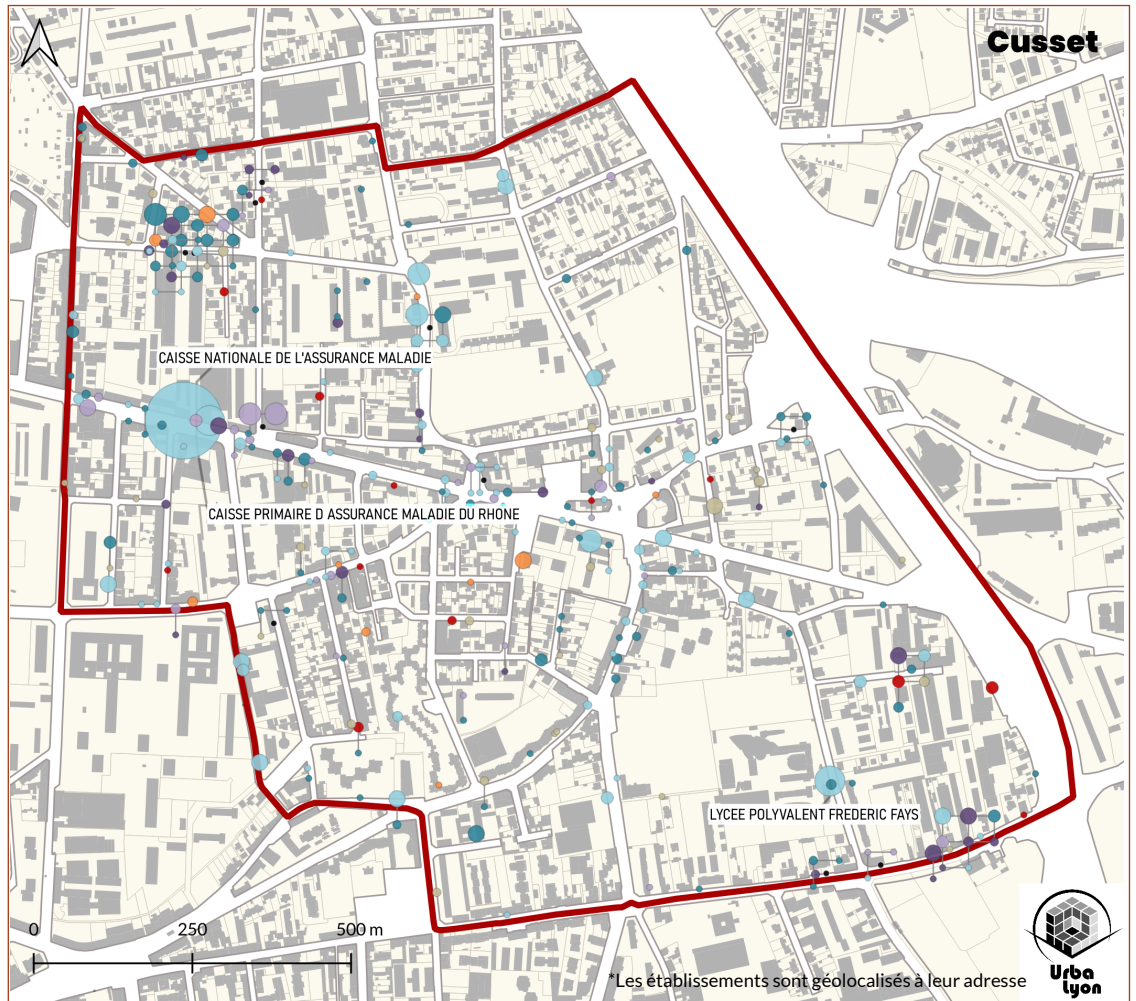 Cusset
CAISSE NATIONALE DE L'ASSURANCE MALADIE
CAISSE PRIMAIRE D ASSURANCE MALADIE DU RHONE
LYCEE POLYVALENT FREDERIC FAYS
0 250 500 m
*Les établissements sont géolocalisés à leur adresse
Urba
Lyon